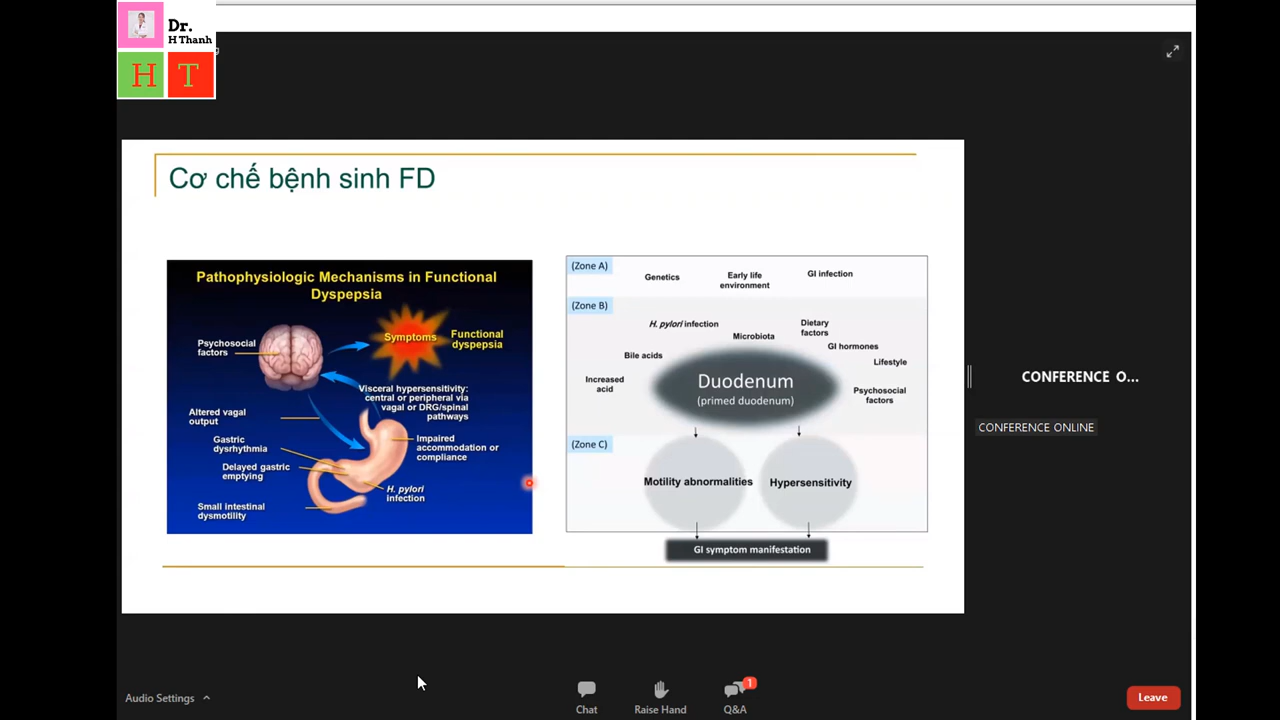 Dr.
H Thanh
H T
Cơ chế bệnh sinh FD
Pathophysiologic Mechanisms in Functional
Dyspepsia
Psychosocial
factors
Symptoms
Functional
dyspepsia
Visceral hypersensitivity:
central or peripheral via
vagal or DRG/spinal
pathways
Altered vagal
output
Gastric
dysrhythmia
Delayed gastric
emptying
Small intestinal
dysmotility
Impaired
accommodation or
compliance
H. pylori
infection
(Zone A)
Genetics
Early life
environment
GI infection
(Zone B)
H. pylori infection
Microbiota
Dietary
factors
GI hormones
Bile acids
Lifestyle
Increased
acid
Psychosocial
factors
Duodenum
(primed duodenum)
(Zone C)
Motility abnormalities
Hypersensitivity
GI symptom manifestation
CONFERENCE O...
CONFERENCE ONLINE
Audio Settings
Chat
Raise Hand
1
Q&A
Leave